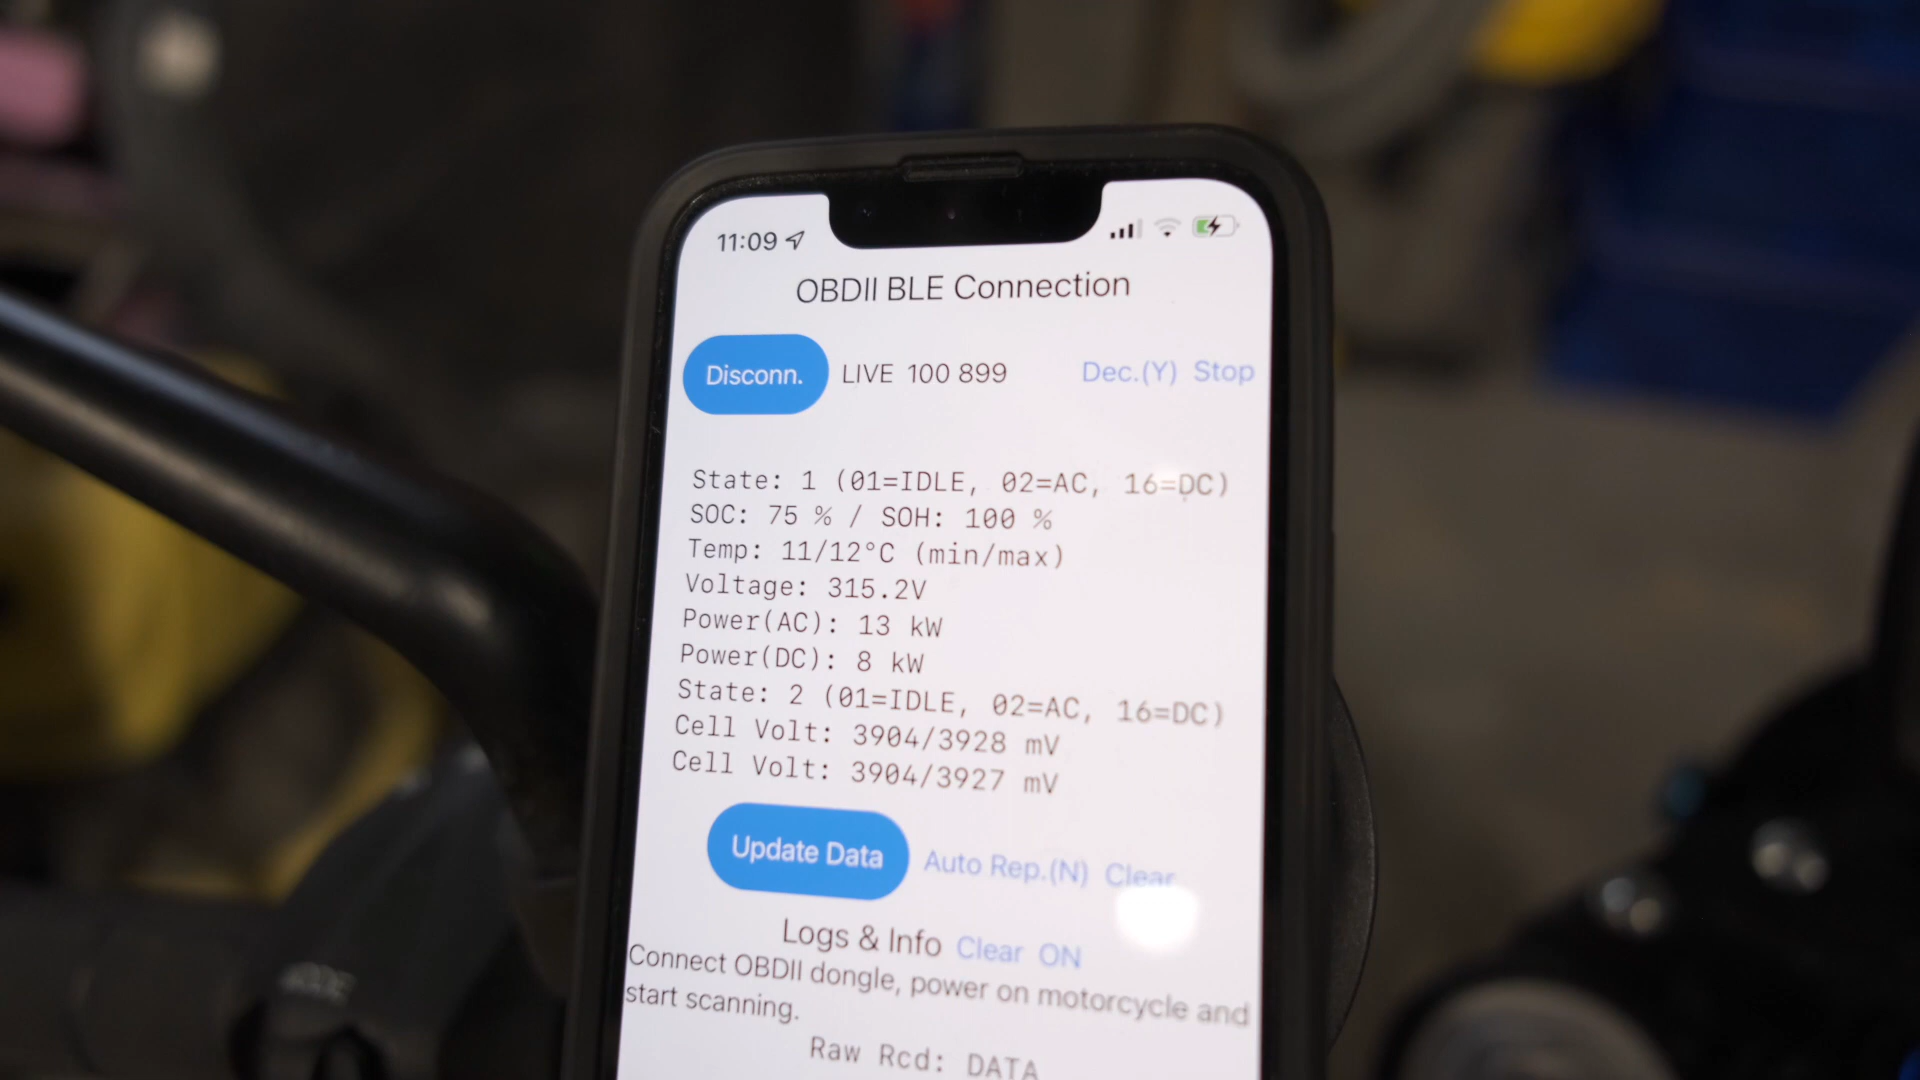 11:09
OBDII BLE Connection
Disconn. LIVE 100 899 Dec.(Y) Stop
State: 1 (01=IDLE, 02=AC, 16=DC)
SOC: 75 % / SOH: 100 %
Temp: 11/12°C (min/max)
Voltage: 315.2V
Power(AC): 13 kW
Power(DC): 8 kW
State: 2 (01=IDLE, 02=AC, 16=DC)
Cell Volt: 3904/3928 mV
Cell Volt: 3904/3927 mV
Update Data Auto Rep.(N) Clear
Logs & Info Clear ON
Connect OBDII dongle, power on motorcycle and
start scanning.
Raw Rcd: DATA